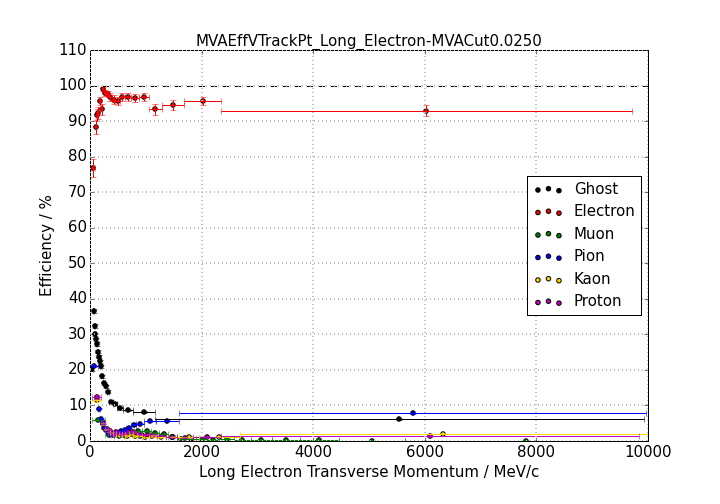 MVAEffVTrackPt_Long_Electron-MVACut0.0250
110
100
90
80
70
60
50
40
30
20
10
0
Efficiency / %
Ghost
Electron
Muon
Pion
Kaon
Proton
0 2000 4000 6000 8000 10000
Long Electron Transverse Momentum / MeV/c